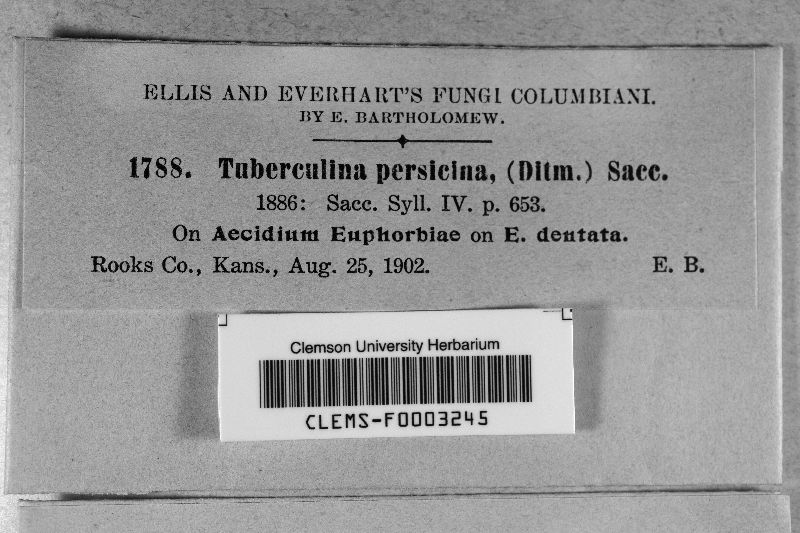 ELLIS AND EVERHART'S FUNGI COLUMBIANI.
BY E. BARTHOLOMEW.
1788. Tuberculina persicina, (Ditm.) Sacc.
1886: Sacc. Syll. IV. p. 653.
On Aecidium Euphorbiae on E. dentata.
Rooks Co., Kans., Aug. 25, 1902. E. B.
Clemson University Herbarium
CLEMS-F0003245